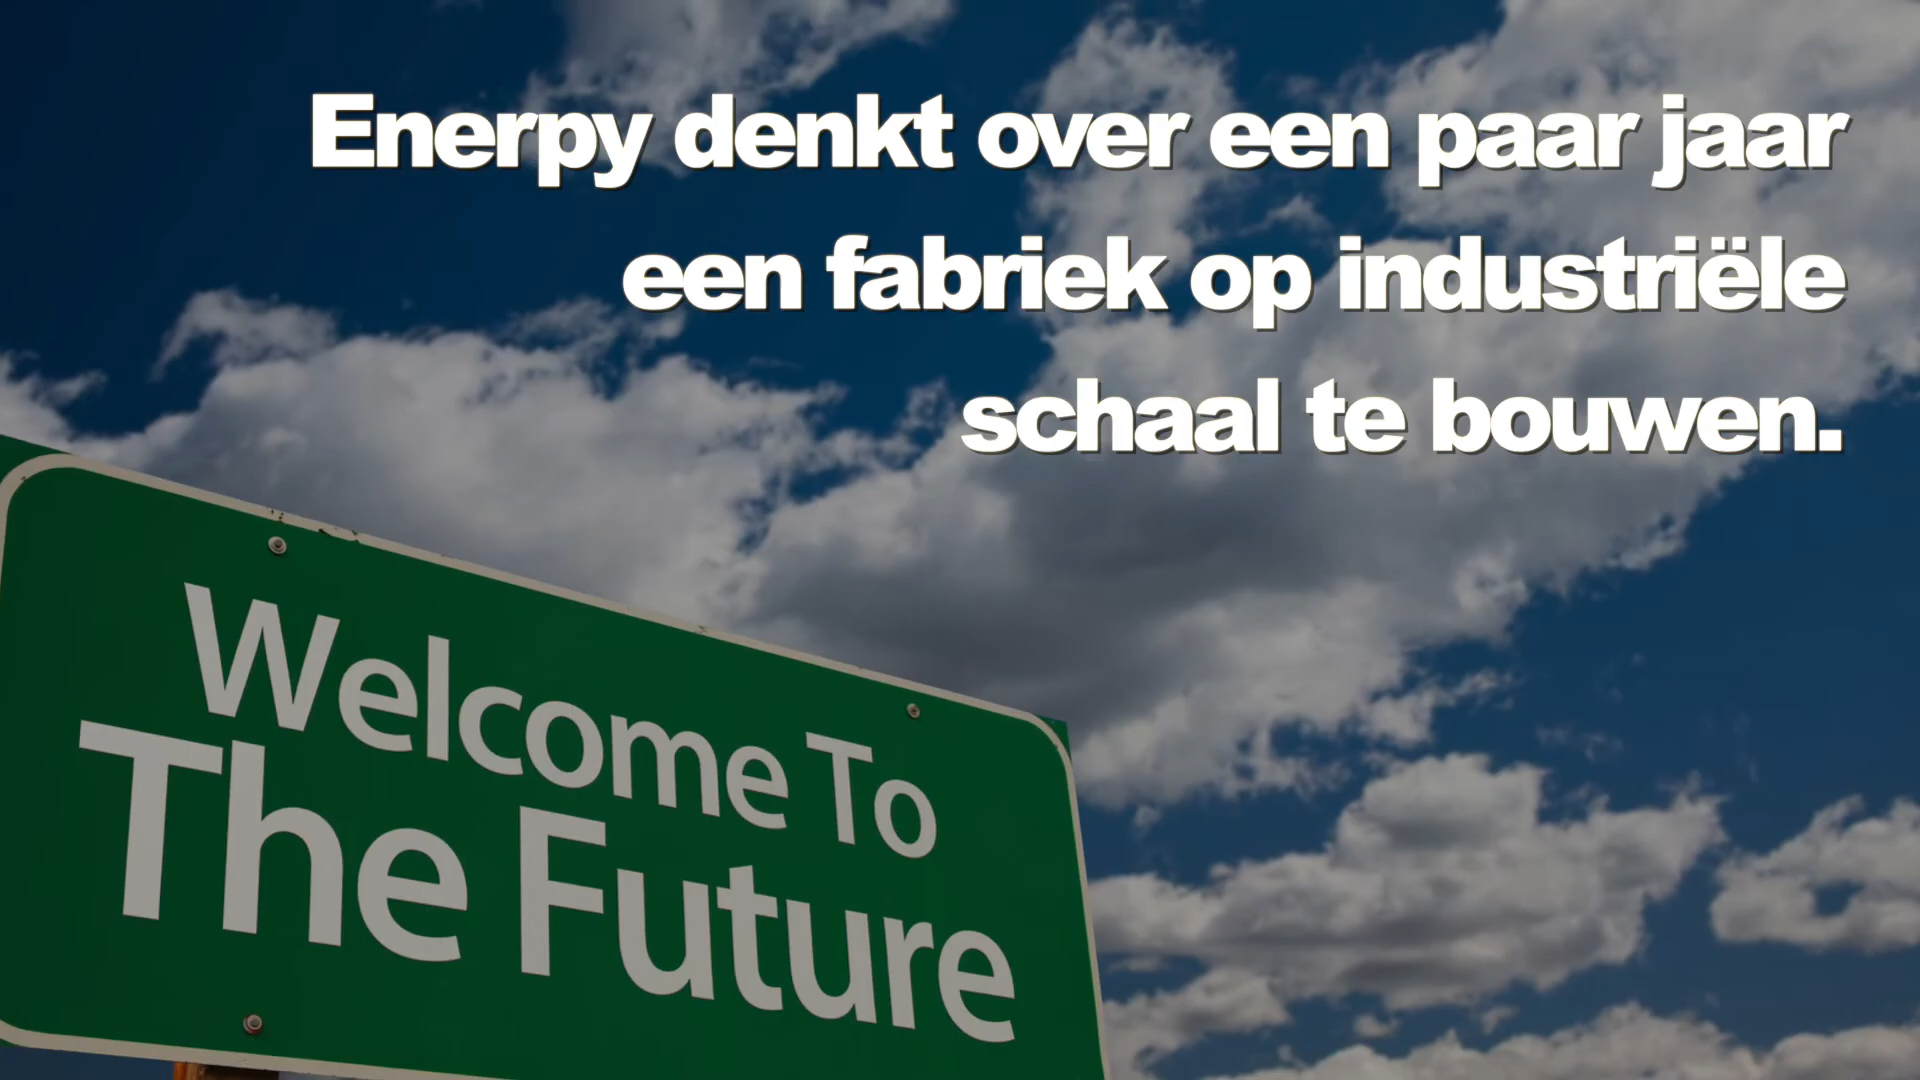 Enerpy denkt over een paar jaar
een fabriek op industriële
schaal te bouwen.
Welcome To
The Future